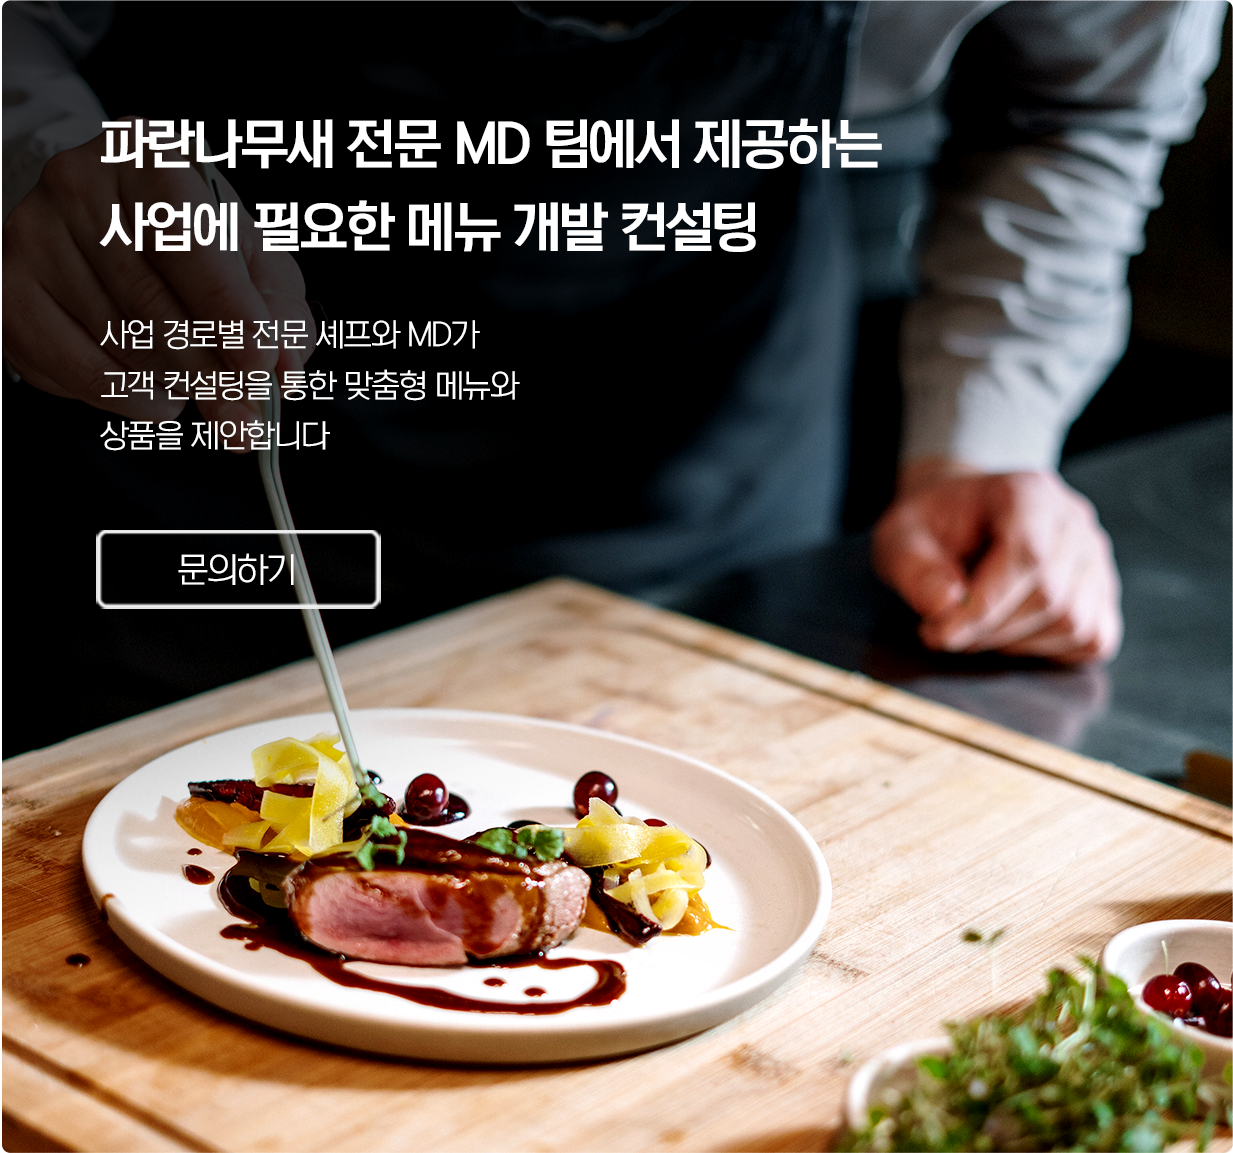 파란나무새 전문 MD 팀에서 제공하는
사업에 필요한 메뉴 개발 컨설팅
사업 경로별 전문 셰프와 MD가
고객 컨설팅을 통한 맞춤형 메뉴와
상품을 제안합니다
문의하기